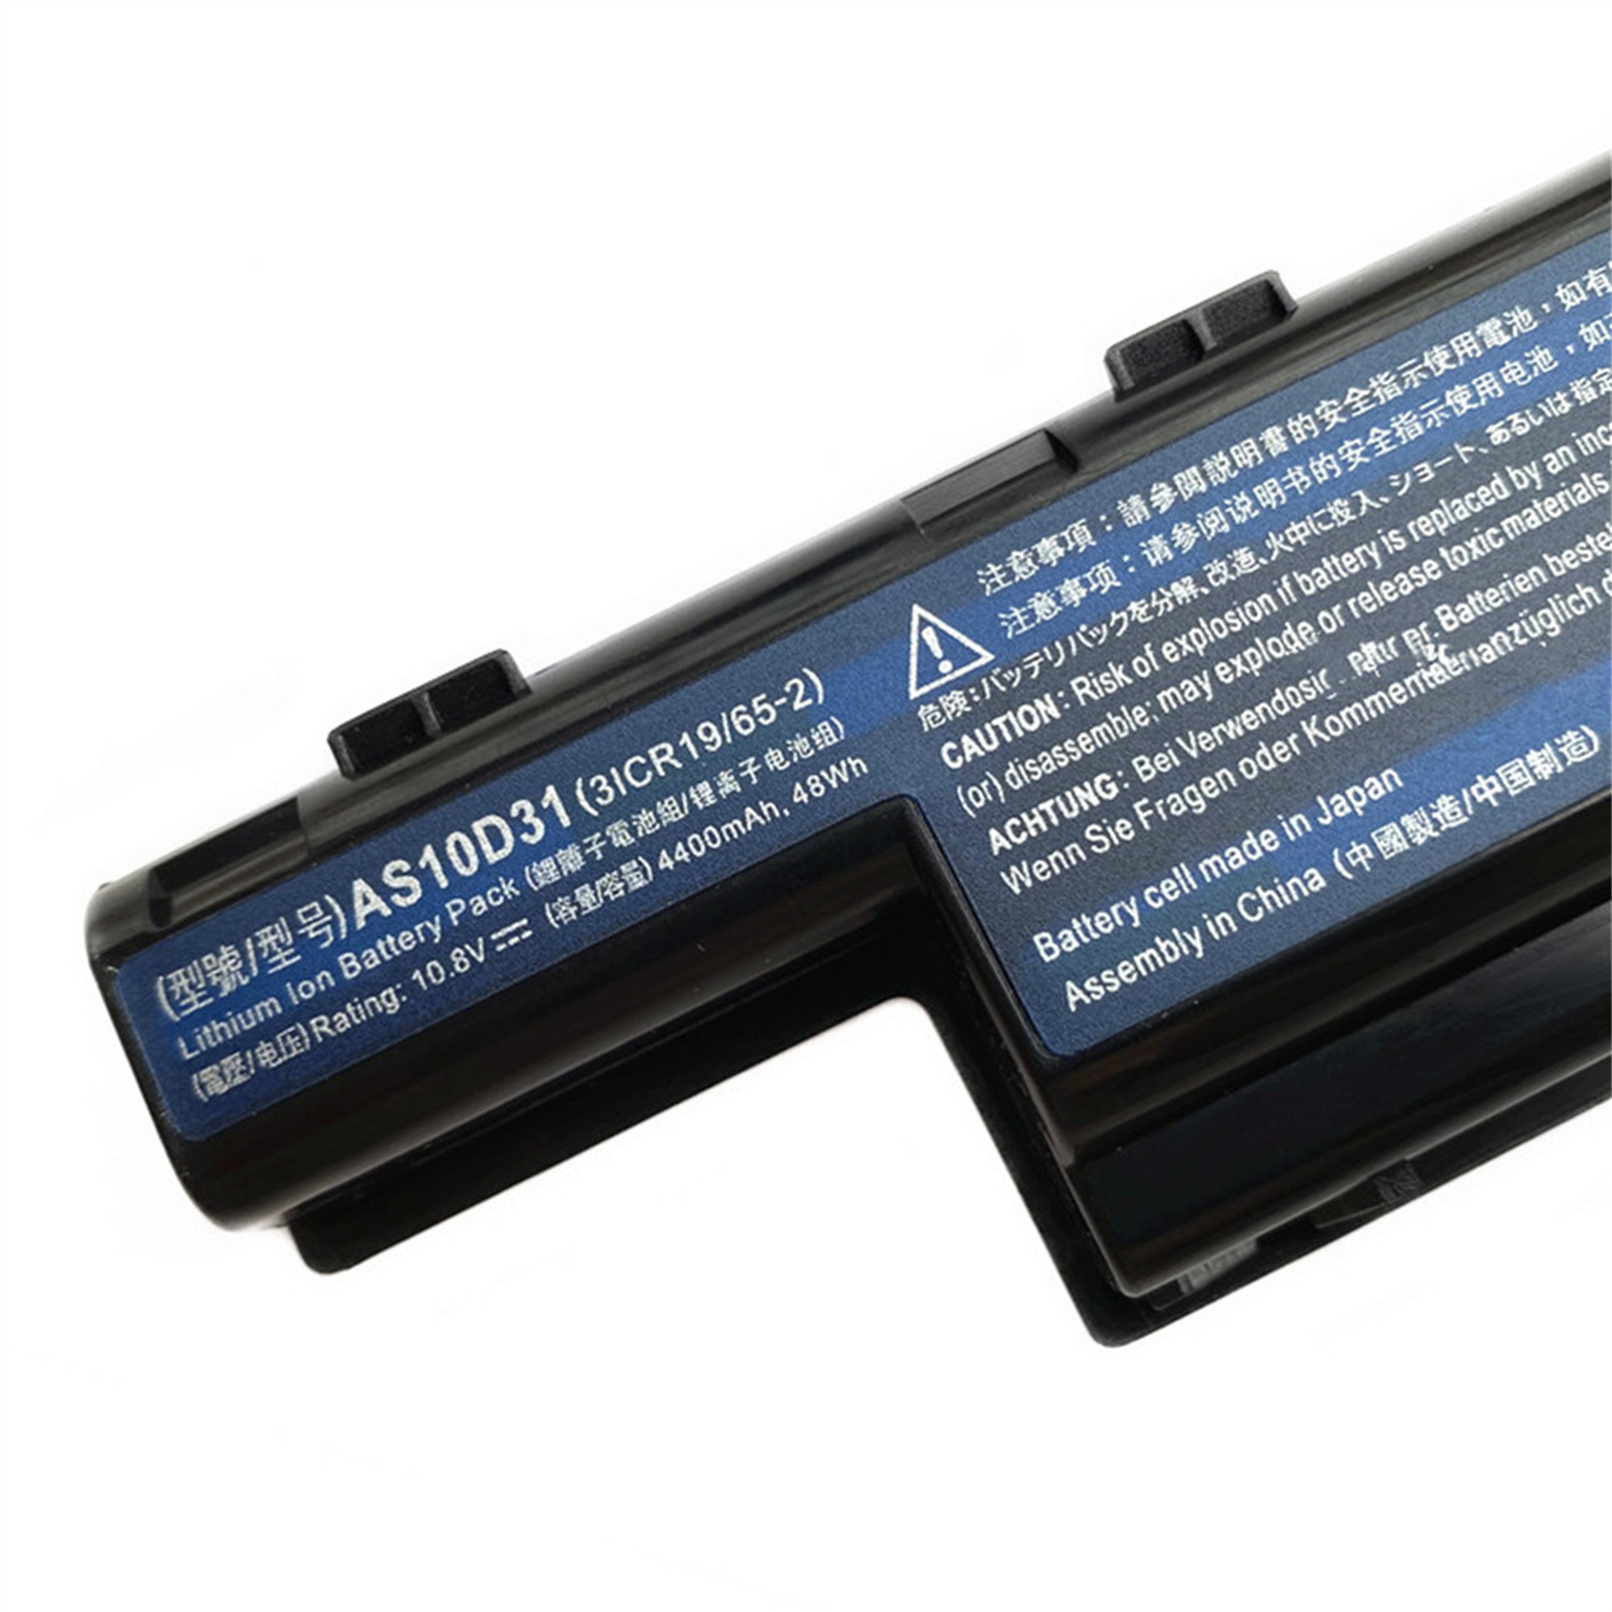 (型號/型号)AS10D31(3ICR19/65-2)
Lithium Ion Battery Pack (鋰離子電池組/锂离子电池组)
(電壓/电压)Rating: 10.8V (容量/容量) 4400mAh, 48Wh
注意事項：請參閱説明書的安全指示使用電池，如有
注意事项：请参阅说明书的安全指示使用电池，如
危険：バッテリパックを分解、改造、火中に投入、ショート、あるいは指定
CAUTION: Risk of explosion if battery is replaced by an inc
(or) disassemble; may explode or release toxic materials
ACHTUNG: Bei Batterien beste
Wenn Sie Fragen oder
Battery cell made in Japan
Assembly in China (中國製造/中国制造)